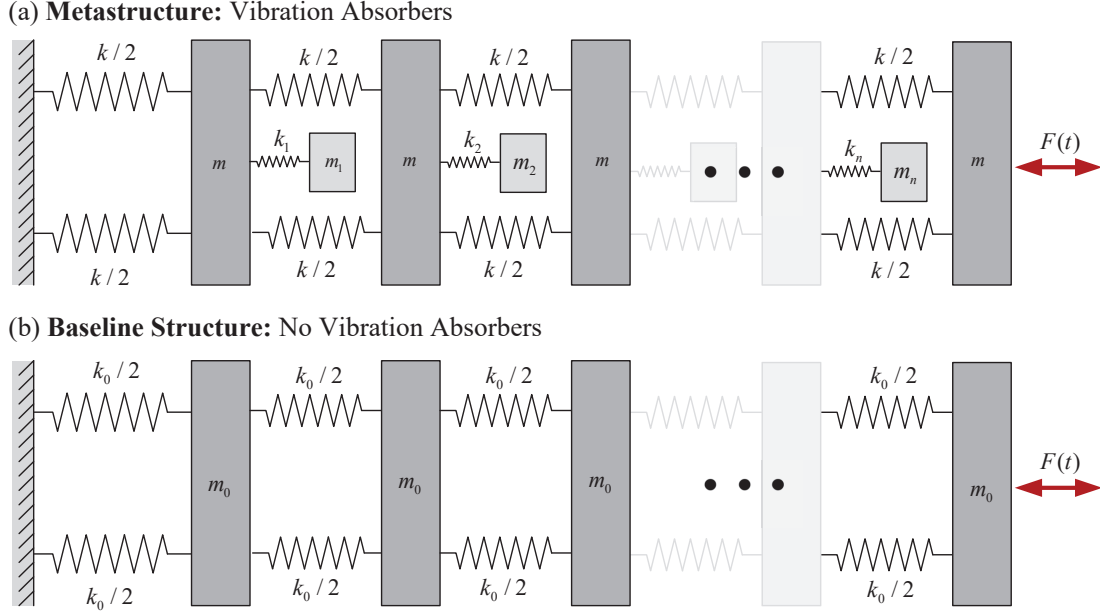 (a) Metastructure: Vibration Absorbers
k / 2 k / 2 k / 2 k / 2
k₁ k₂ kₙ F(t)
m m₁ m m₂ m mₙ m
k / 2 k / 2 k / 2 k / 2
(b) Baseline Structure: No Vibration Absorbers
k₀ / 2 k₀ / 2 k₀ / 2 k₀ / 2
F(t)
m₀ m₀ m₀ m₀
k₀ / 2 k₀ / 2 k₀ / 2 k₀ / 2